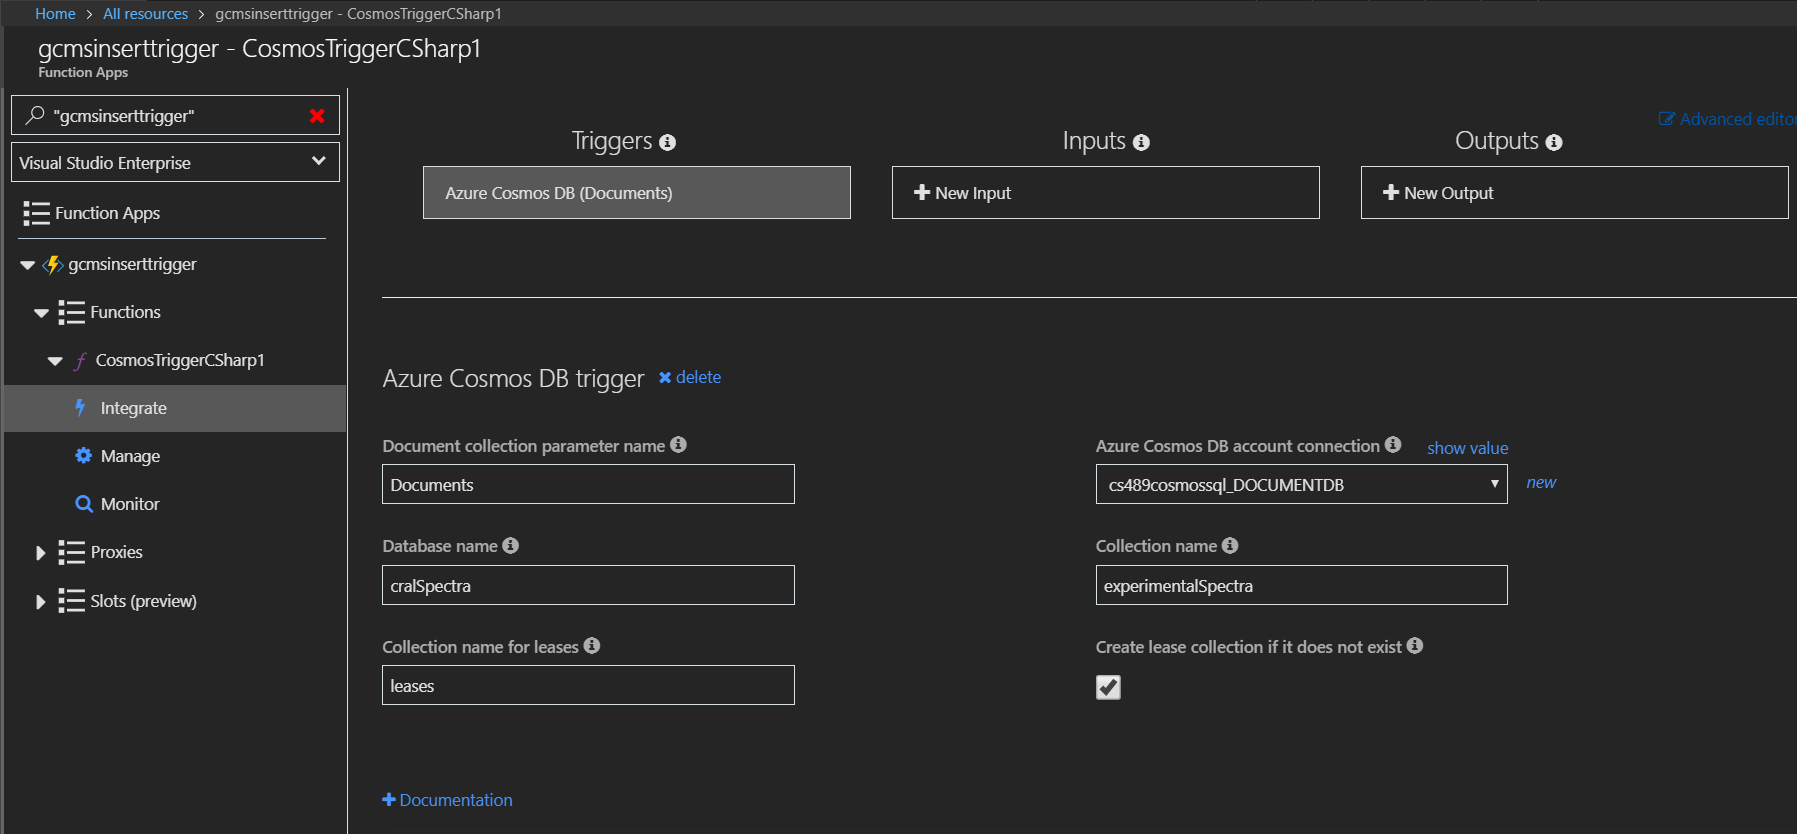 Home > All resources > gcmsinserttrigger - CosmosTriggerCSharp1
gcmsinserttrigger - CosmosTriggerCSharp1
Function Apps
"gcmsinserttrigger"
Visual Studio Enterprise
Function Apps
gcmsinserttrigger
Functions
CosmosTriggerCSharp1
Integrate
Manage
Monitor
Proxies
Slots (preview)
Advanced editor
Triggers
Inputs
Outputs
Azure Cosmos DB (Documents)
New Input
New Output
Azure Cosmos DB trigger delete
Document collection parameter name
Documents
Azure Cosmos DB account connection show value
cs489cosmossql_DOCUMENTDB new
Database name
cralSpectra
Collection name
experimentalSpectra
Collection name for leases
leases
Create lease collection if it does not exist
Documentation